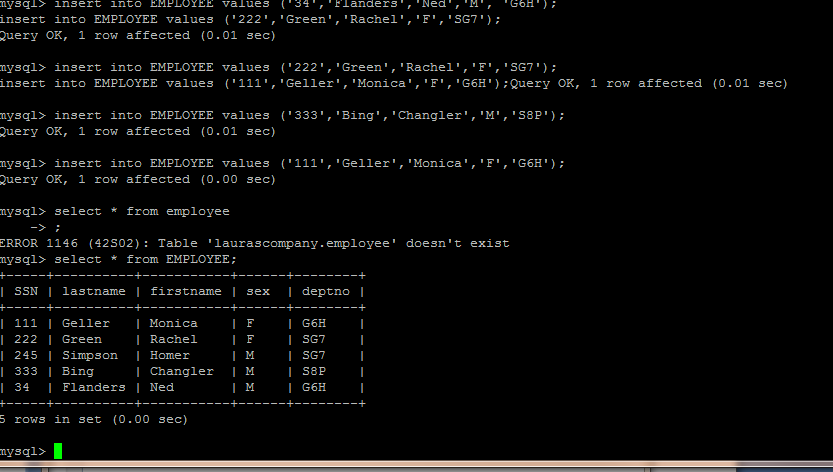 mysql> insert into EMPLOYEE values ('34','Flanders','Ned','M', 'G6H');
insert into EMPLOYEE values ('222','Green','Rachel','F','SG7');
Query OK, 1 row affected (0.01 sec)
mysql> insert into EMPLOYEE values ('222','Green','Rachel','F','SG7');
insert into EMPLOYEE values ('111','Geller','Monica','F','G6H');Query OK, 1 row affected (0.01 sec)
mysql> insert into EMPLOYEE values ('333','Bing','Changler','M','S8P');
Query OK, 1 row affected (0.01 sec)
mysql> insert into EMPLOYEE values ('111','Geller','Monica','F','G6H');
Query OK, 1 row affected (0.00 sec)
mysql> select * from employee
-> ;
ERROR 1146 (42S02): Table 'laurascompany.employee' doesn't exist
mysql> select * from EMPLOYEE;
+-----+----------+-----------+------+--------+
| SSN | lastname | firstname | sex | deptno |
+-----+----------+-----------+------+--------+
| 111 | Geller | Monica | F | G6H |
| 222 | Green | Rachel | F | SG7 |
| 245 | Simpson | Homer | M | SG7 |
| 333 | Bing | Changler | M | S8P |
| 34 | Flanders | Ned | M | G6H |
+-----+----------+-----------+------+--------+
5 rows in set (0.00 sec)
mysql>